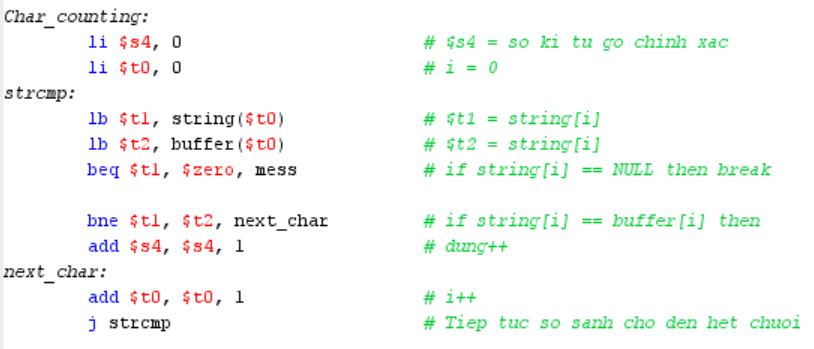 Char_counting:
li $s4, 0 # $s4 = so ki tu go chinh xac
li $t0, 0 # i = 0
strcmp:
lb $t1, string($t0) # $t1 = string[i]
lb $t2, buffer($t0) # $t2 = string[i]
beq $t1, $zero, mess # if string[i] == NULL then break
bne $t1, $t2, next_char # if string[i] == buffer[i] then
add $s4, $s4, 1 # dung++
next_char:
add $t0, $t0, 1 # i++
j strcmp # Tiep tuc so sanh cho den het chuoi